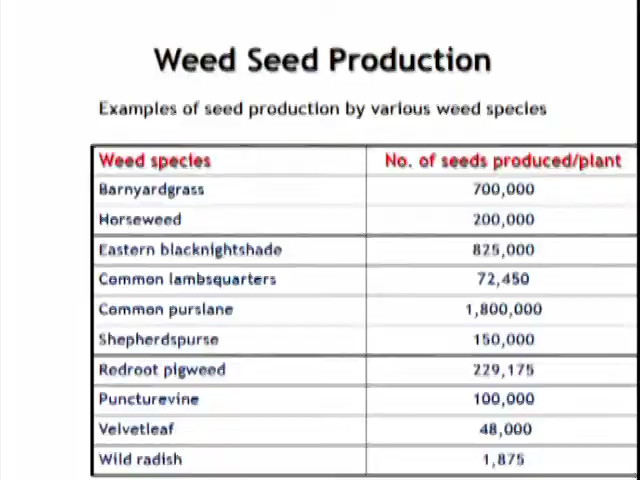 Weed Seed Production
Examples of seed production by various weed species
Weed species No. of seeds produced/plant
Barnyardgrass 700,000
Horseweed 200,000
Eastern blacknightshade 825,000
Common lambsquarters 72,450
Common purslane 1,800,000
Shepherdspurse 150,000
Redroot pigweed 229,175
Puncturevine 100,000
Velvetleaf 48,000
Wild radish 1,875